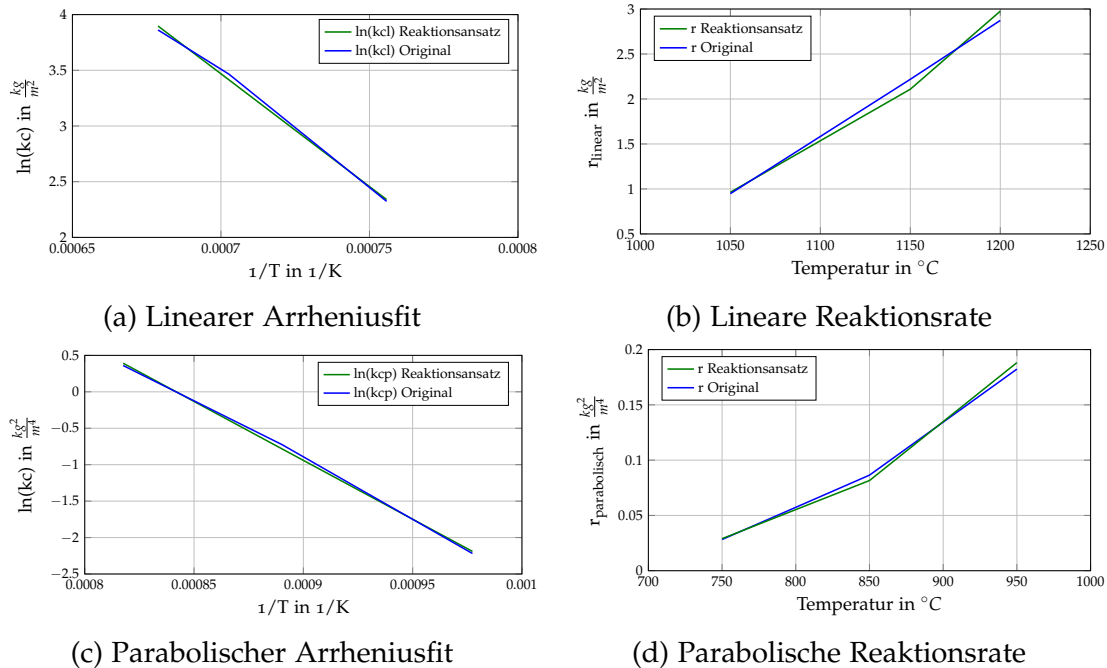 4
3.5
3
2.5
2
ln(kc) in kg/m²
ln(kcl) Reaktionsansatz
ln(kcl) Original
0.00065 0.0007 0.00075 0.0008
1/T in 1/K
(a) Linearer Arrheniusfit
3
2.5
2
1.5
1
0.5
r_linear in kg/m²
r Reaktionsansatz
r Original
1000 1050 1100 1150 1200 1250
Temperatur in °C
(b) Lineare Reaktionsrate
0.5
0
−0.5
−1
−1.5
−2
−2.5
ln(kc) in kg²/m⁴
ln(kcp) Reaktionsansatz
ln(kcp) Original
0.0008 0.00085 0.0009 0.00095 0.001
1/T in 1/K
(c) Parabolischer Arrheniusfit
0.2
0.15
0.1
0.05
0
r_parabolisch in kg²/m⁴
r Reaktionsansatz
r Original
700 750 800 850 900 950 1000
Temperatur in °C
(d) Parabolische Reaktionsrate